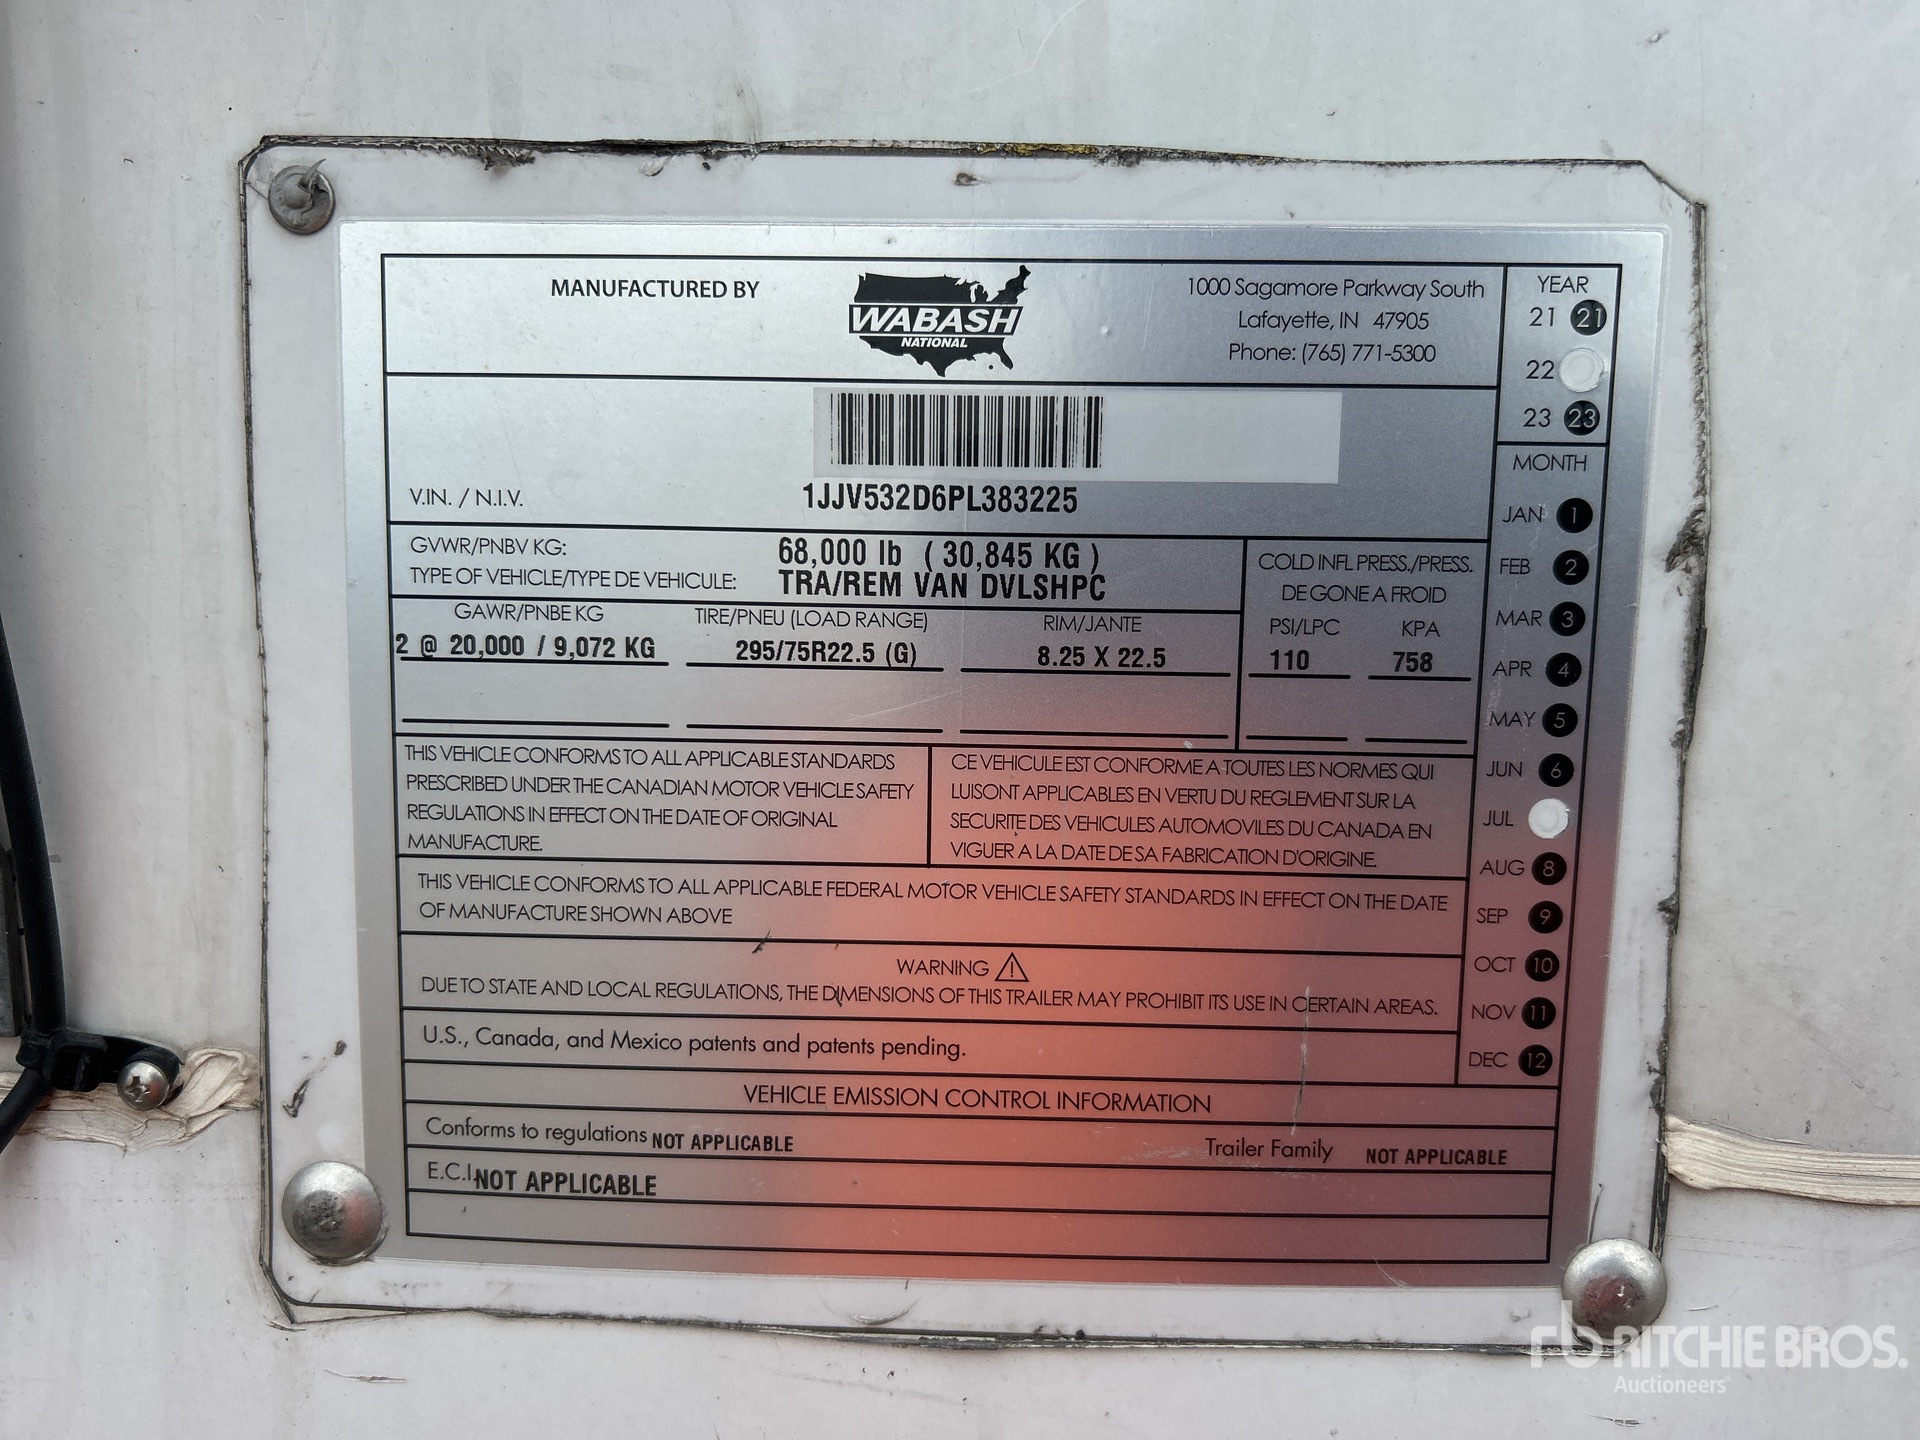 MANUFACTURED BY
WABASH
NATIONAL
1000 Sagamore Parkway South
Lafayette, IN 47905
Phone: (765) 771-5300
YEAR
21 21
22
23 23
V.IN. / N.I.V.
1JJV532D6PL383225
GVWR/PNBV KG: 68,000 lb ( 30,845 KG )
TYPE OF VEHICLE/TYPE DE VEHICULE: TRA/REM VAN DVLSHPC
COLD INFL PRESS./PRESS.
DE GONE A FROID
GAWR/PNBE KG TIRE/PNEU (LOAD RANGE) RIM/JANTE PSI/LPC KPA
2 @ 20,000 / 9,072 KG 295/75R22.5 (G) 8.25 X 22.5 110 758
MONTH
JAN 1
FEB 2
MAR 3
APR 4
MAY 5
JUN 6
JUL
AUG 8
SEP 9
OCT 10
NOV 11
DEC 12
THIS VEHICLE CONFORMS TO ALL APPLICABLE STANDARDS
PRESCRIBED UNDER THE CANADIAN MOTOR VEHICLE SAFETY
REGULATIONS IN EFFECT ON THE DATE OF ORIGINAL
MANUFACTURE.
CE VEHICULE EST CONFORME A TOUTES LES NORMES QUI
LUISONT APPLICABLES EN VERTU DU REGLEMENT SUR LA
SECURITE DES VEHICULES AUTOMOVILES DU CANADA EN
VIGUER A LA DATE DE SA FABRICATION D'ORIGINE.
THIS VEHICLE CONFORMS TO ALL APPLICABLE FEDERAL MOTOR VEHICLE SAFETY STANDARDS IN EFFECT ON THE DATE
OF MANUFACTURE SHOWN ABOVE
WARNING
DUE TO STATE AND LOCAL REGULATIONS, THE DIMENSIONS OF THIS TRAILER MAY PROHIBIT ITS USE IN CERTAIN AREAS.
U.S., Canada, and Mexico patents and patents pending.
VEHICLE EMISSION CONTROL INFORMATION
Conforms to regulations NOT APPLICABLE Trailer Family NOT APPLICABLE
E.C.I. NOT APPLICABLE
rb RITCHIE BROS.
Auctioneers